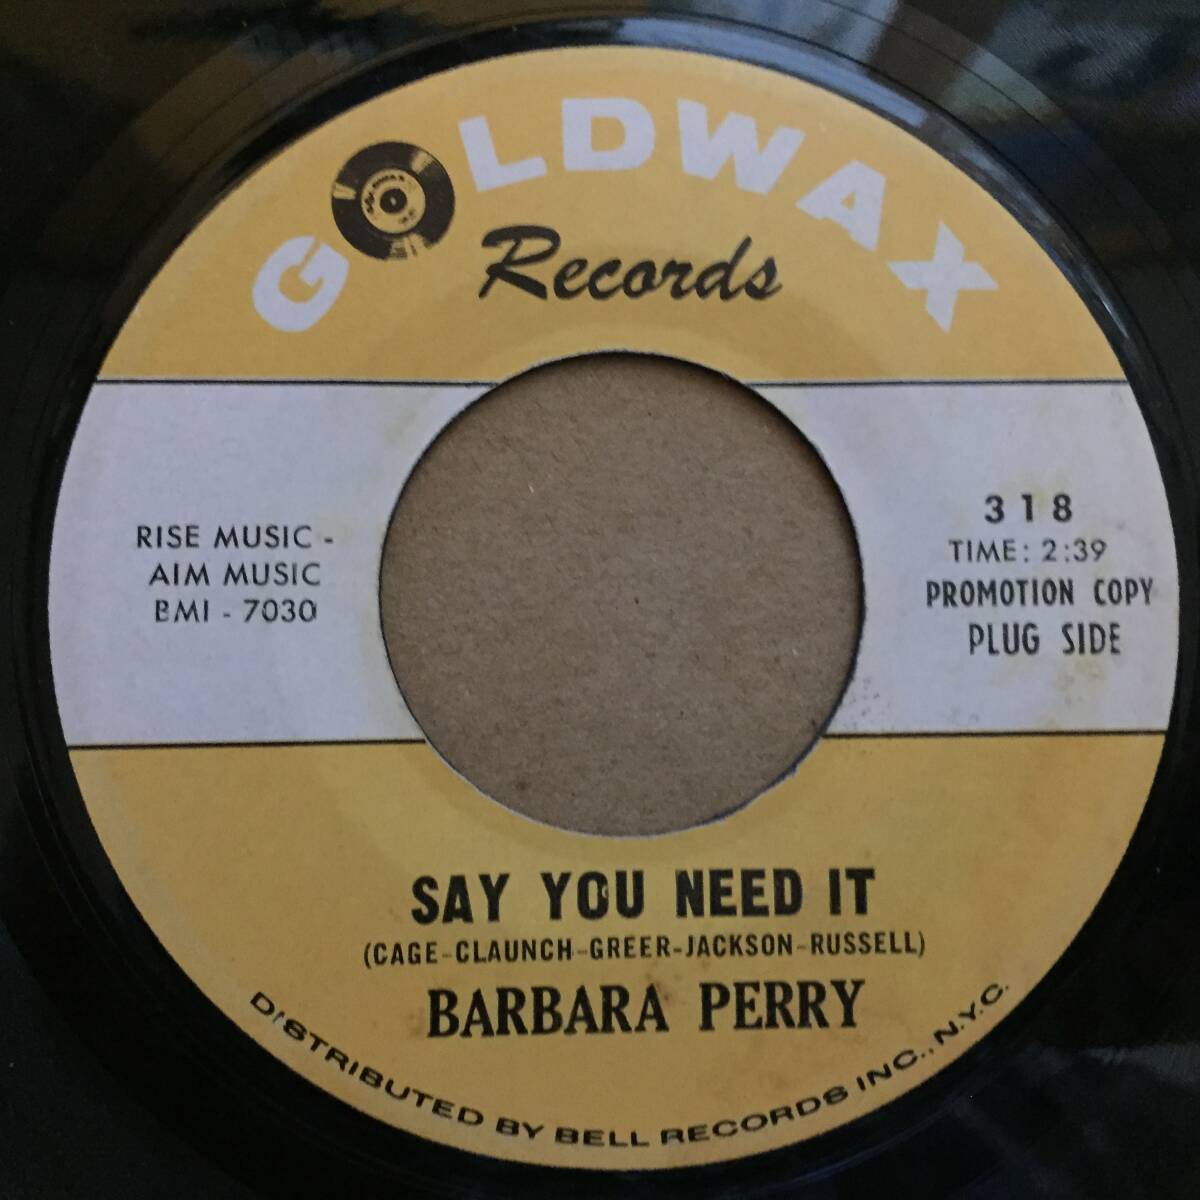 GOLDWAX
Records
RISE MUSIC -
AIM MUSIC
BMI - 7030
318
TIME: 2:39
PROMOTION COPY
PLUG SIDE
SAY YOU NEED IT
(CAGE-CLAUNCH-GREER-JACKSON-RUSSELL)
BARBARA PERRY
DISTRIBUTED BY BELL RECORDS INC., N.Y.C.